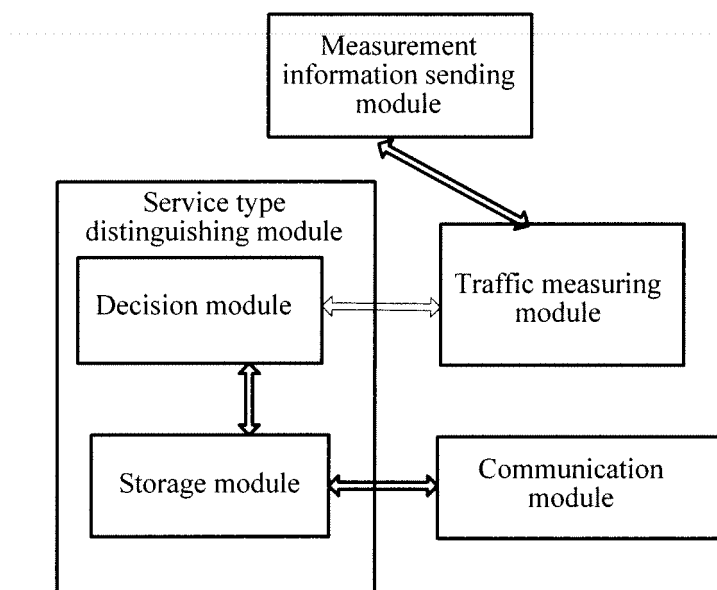 Measurement
information sending
module
Service type
distinguishing module
Decision module
Traffic measuring
module
Storage module
Communication
module